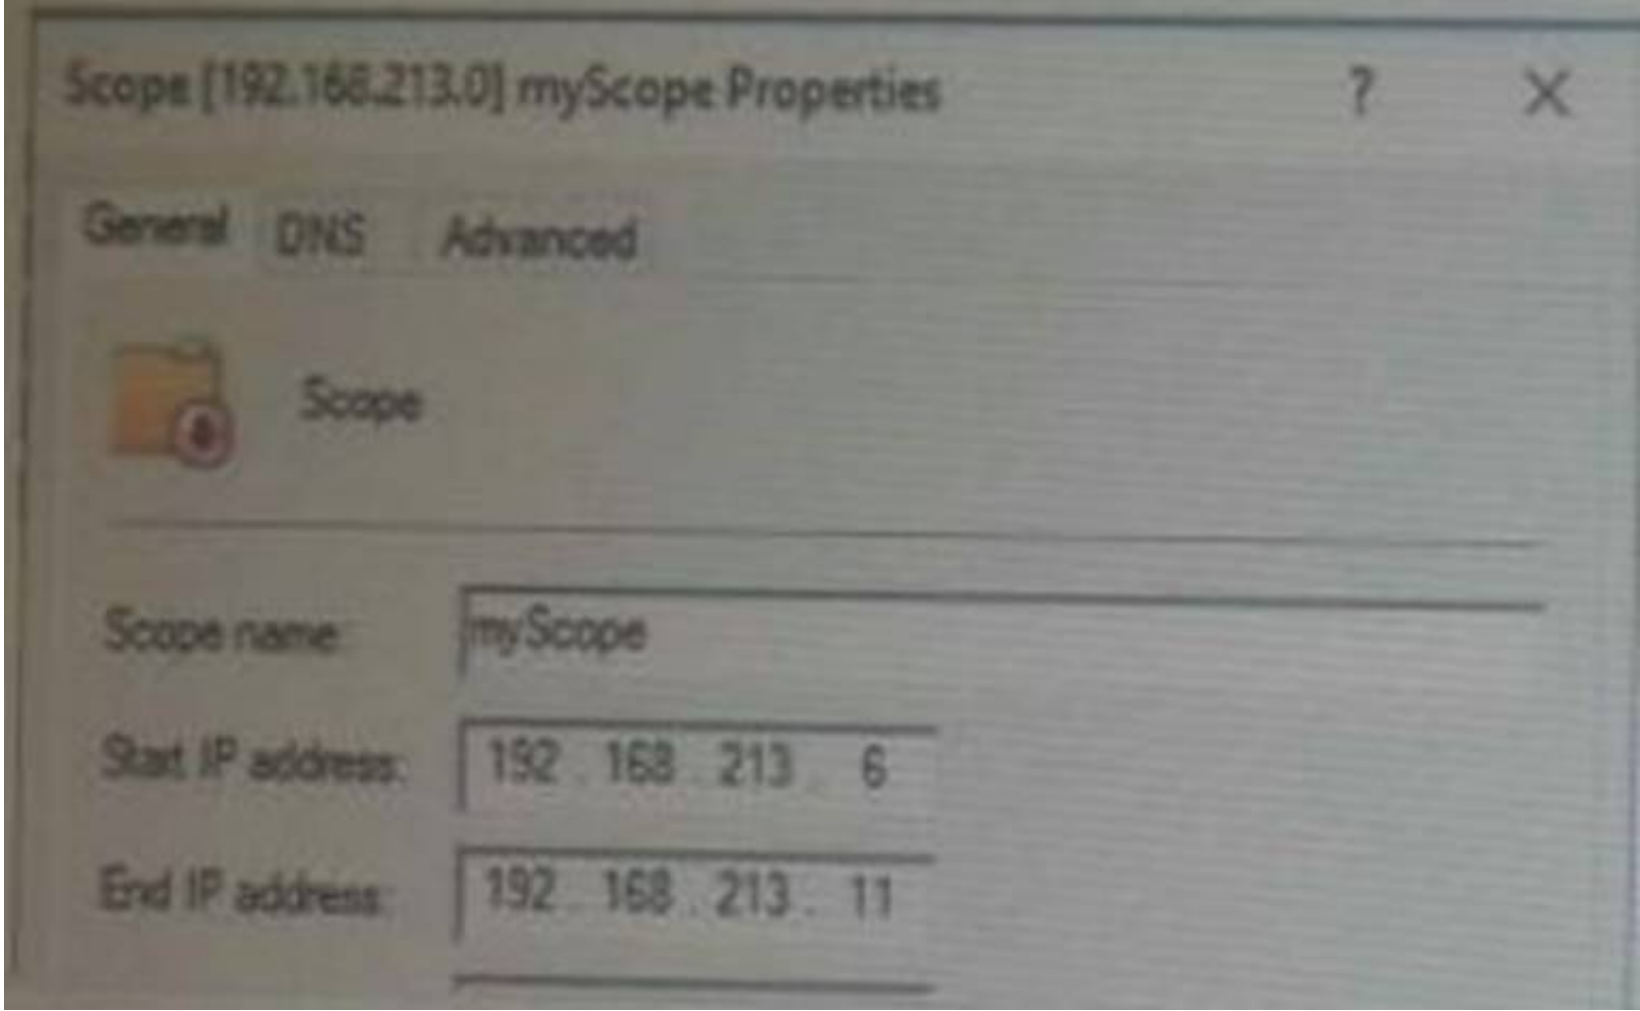 Scope [192.168.213.0] myScope Properties ? X
General DNS Advanced
Scope
Scope name: myScope
Start IP address: 192 . 168 . 213 . 6
End IP address: 192 . 168 . 213 . 11